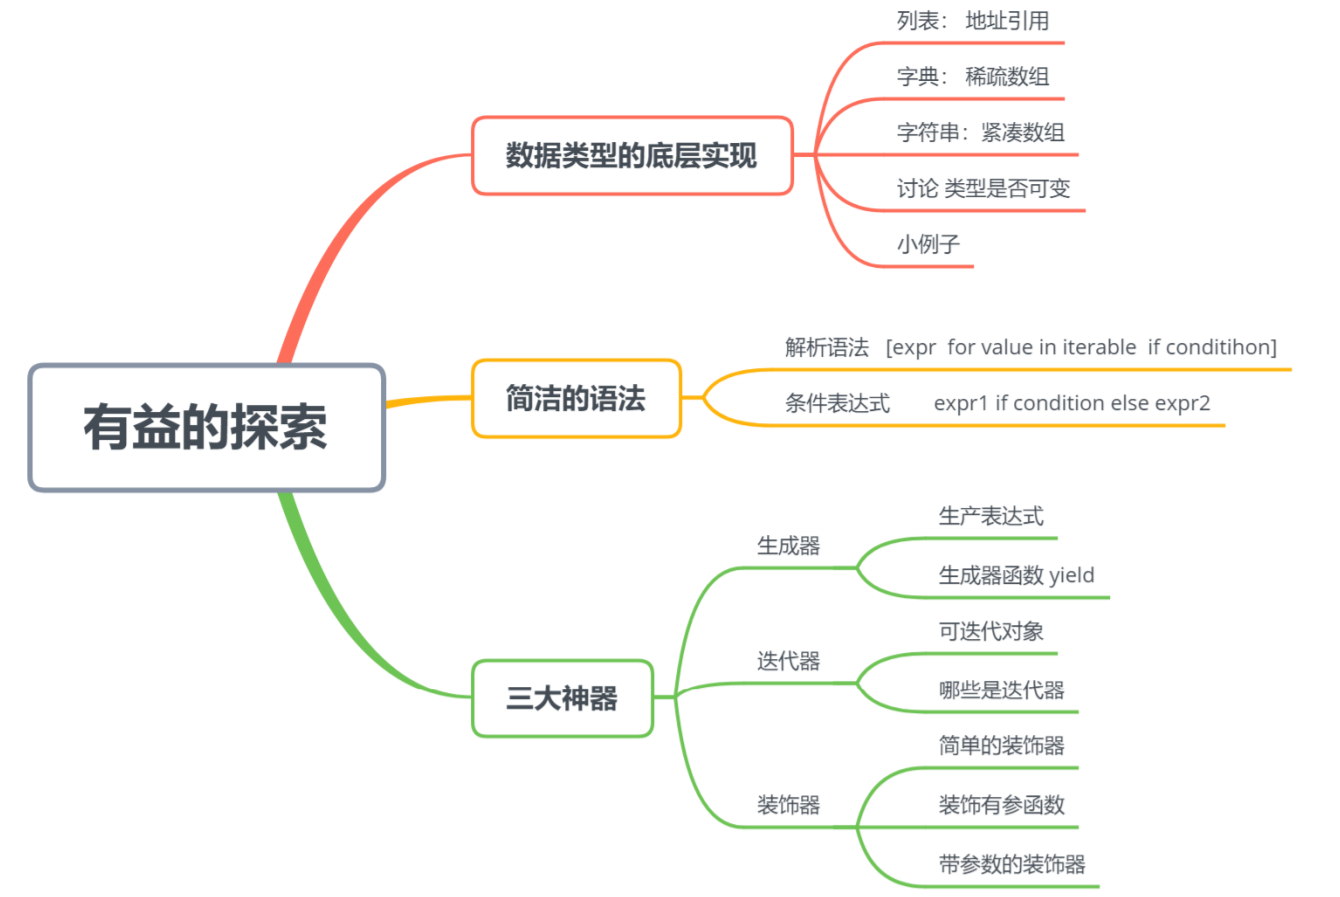 有益的探索
数据类型的底层实现
列表： 地址引用
字典： 稀疏数组
字符串：紧凑数组
讨论 类型是否可变
小例子
简洁的语法
解析语法 [expr for value in iterable if conditihon]
条件表达式 expr1 if condition else expr2
三大神器
生成器
生产表达式
生成器函数 yield
迭代器
可迭代对象
哪些是迭代器
装饰器
简单的装饰器
装饰有参函数
带参数的装饰器